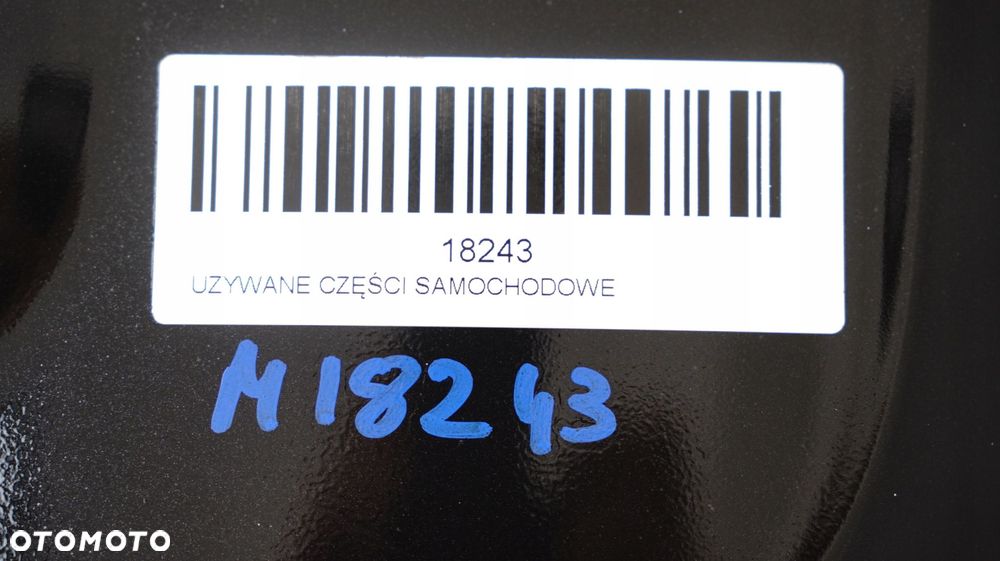 18243
UZYWANE CZĘŚCI SAMOCHODOWE
M18243
OTOMOTO